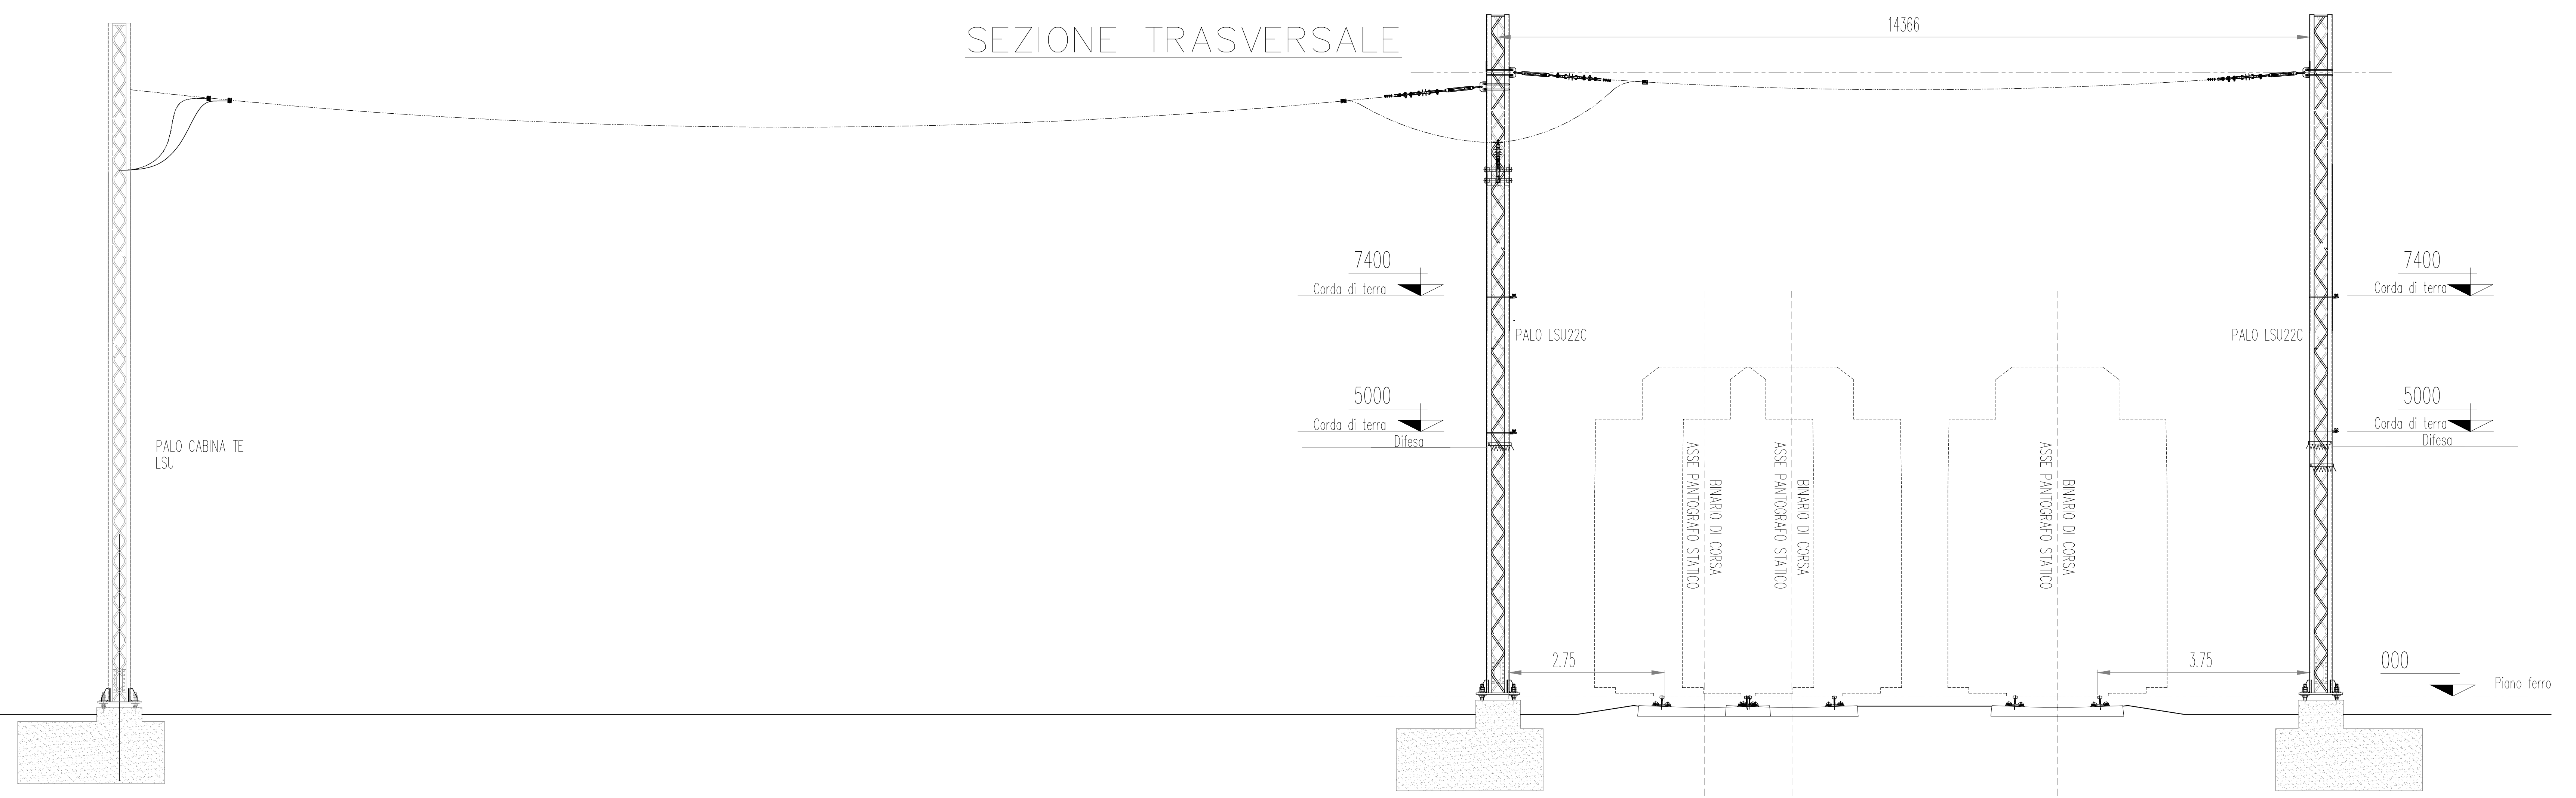 SEZIONE TRASVERSALE
14366
7400
Corda di terra
7400
Corda di terra
PALO LSU22C
PALO LSU22C
5000
Corda di terra
Difesa
5000
Corda di terra
Difesa
PALO CABINA TE
LSU
BINARIO DI CORSA
ASSE PANTOGRAFO STATICO
BINARIO DI CORSA
ASSE PANTOGRAFO STATICO
BINARIO DI CORSA
ASSE PANTOGRAFO STATICO
2.75
3.75
000
Piano ferro